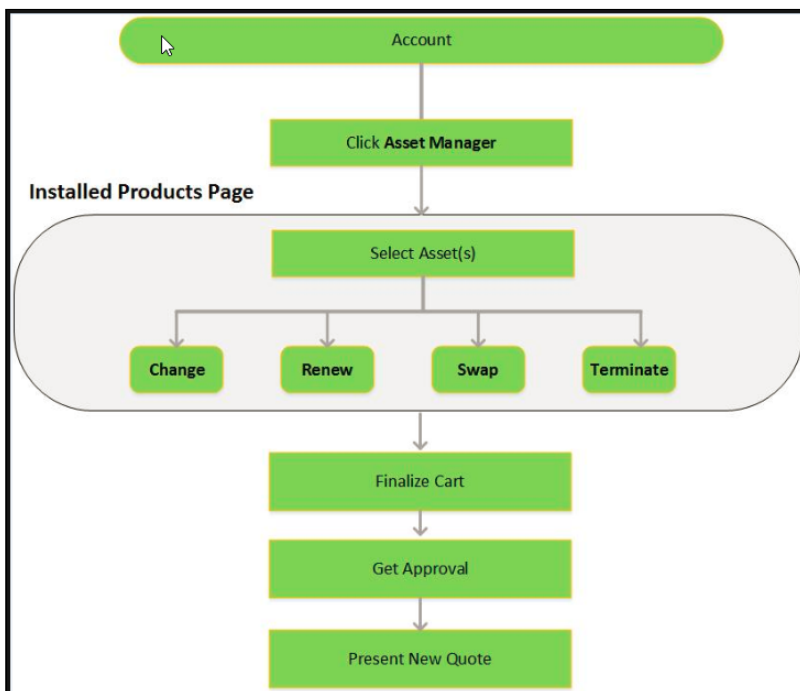 Account
Click Asset Manager
Installed Products Page
Select Asset(s)
Change
Renew
Swap
Terminate
Finalize Cart
Get Approval
Present New Quote